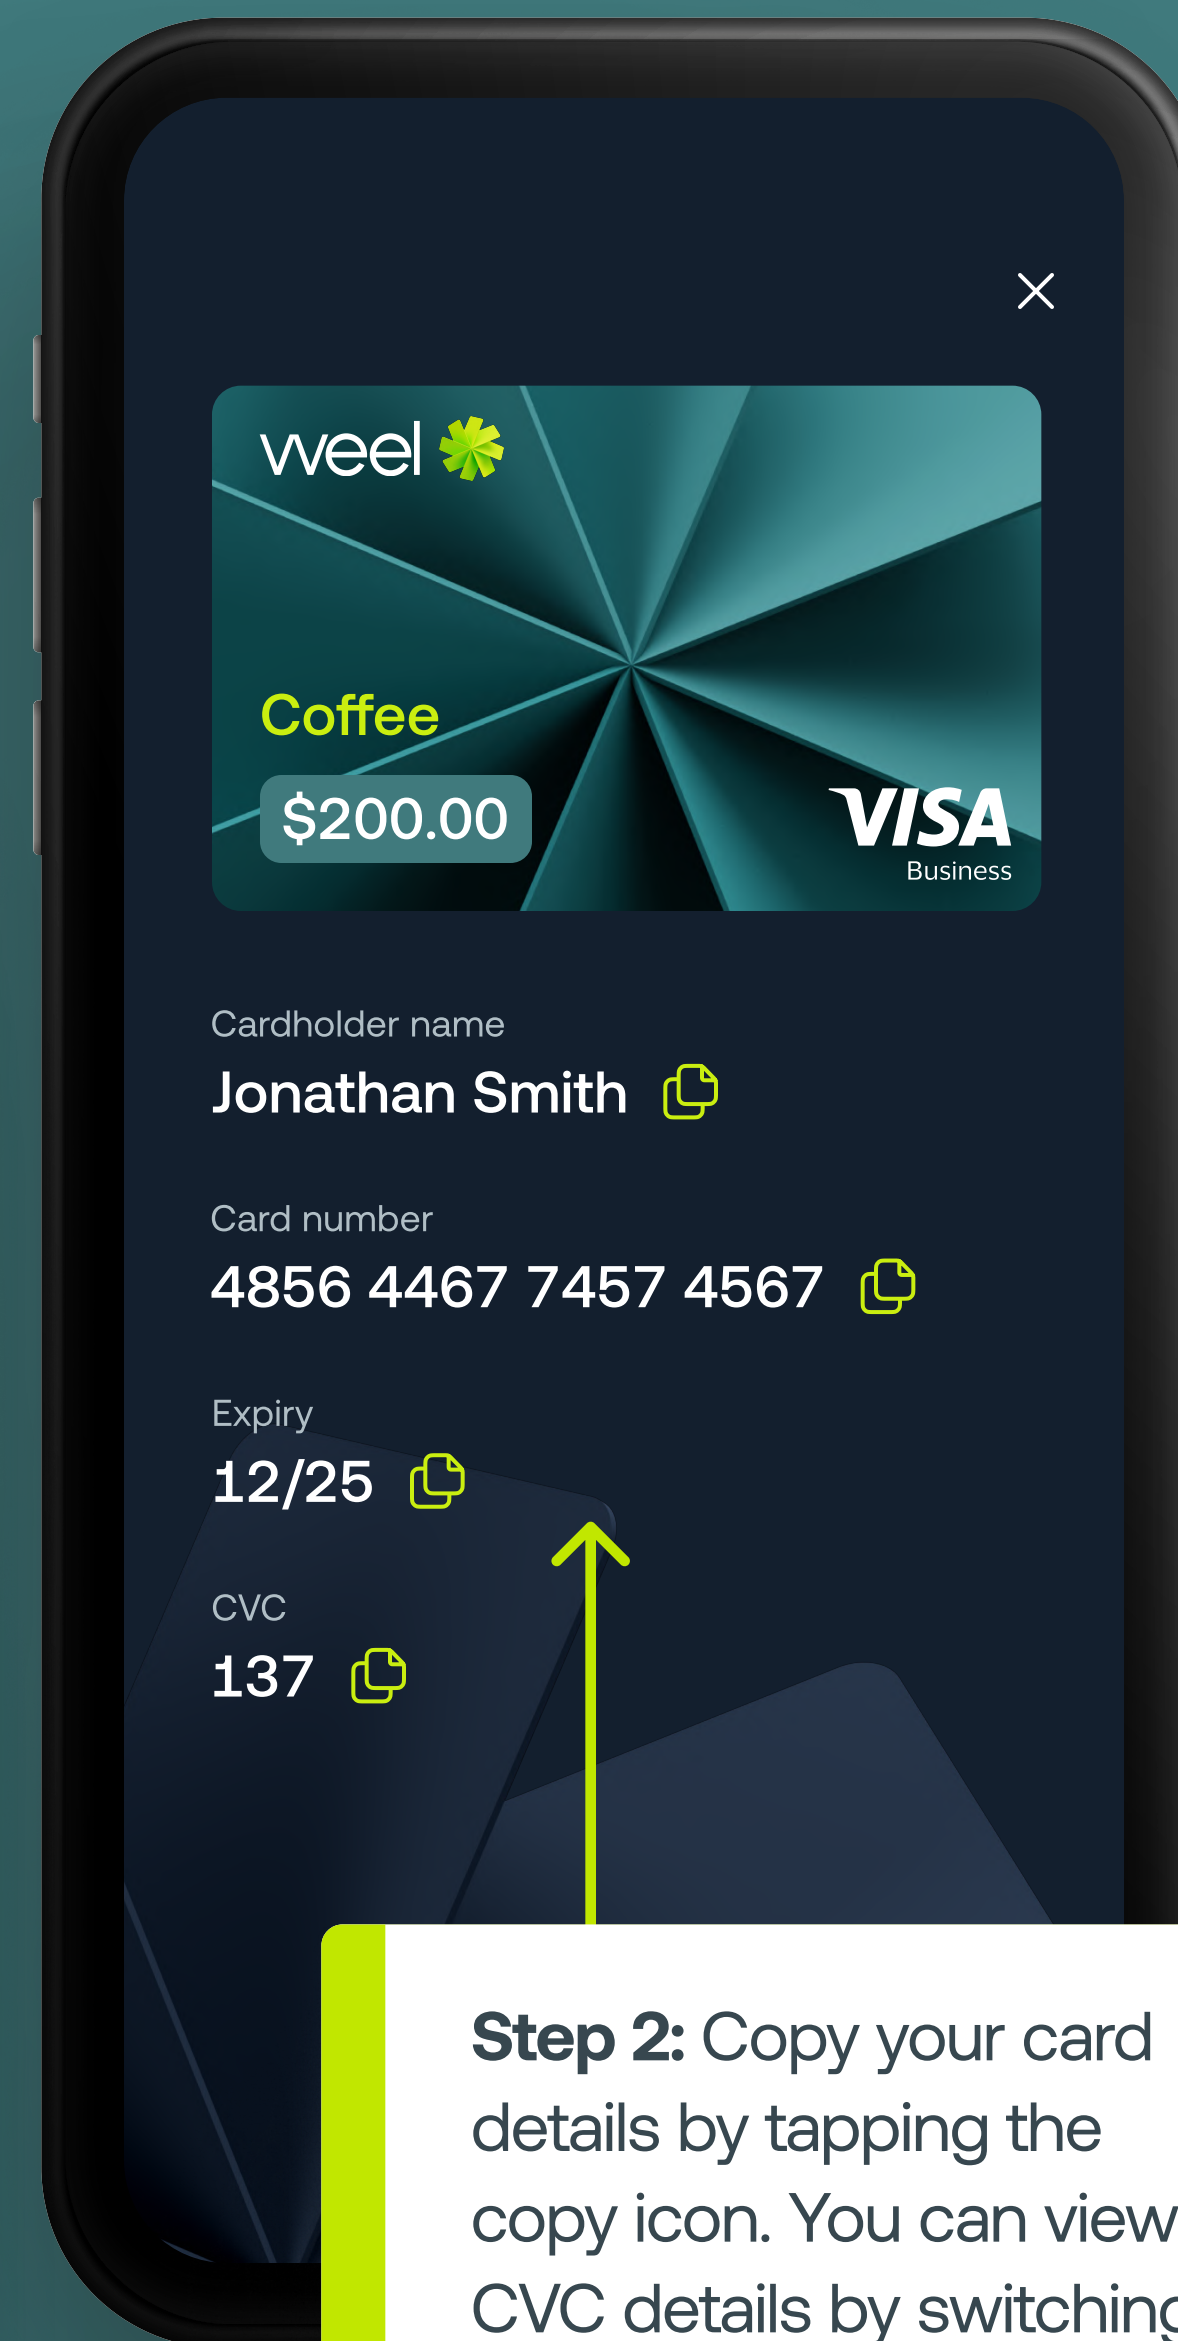 weel
Coffee
$200.00
VISA
Business
Cardholder name
Jonathan Smith
Card number
4856 4467 7457 4567
Expiry
12/25
CVC
137
Step 2: Copy your card
details by tapping the
copy icon. You can view
CVC details by switching